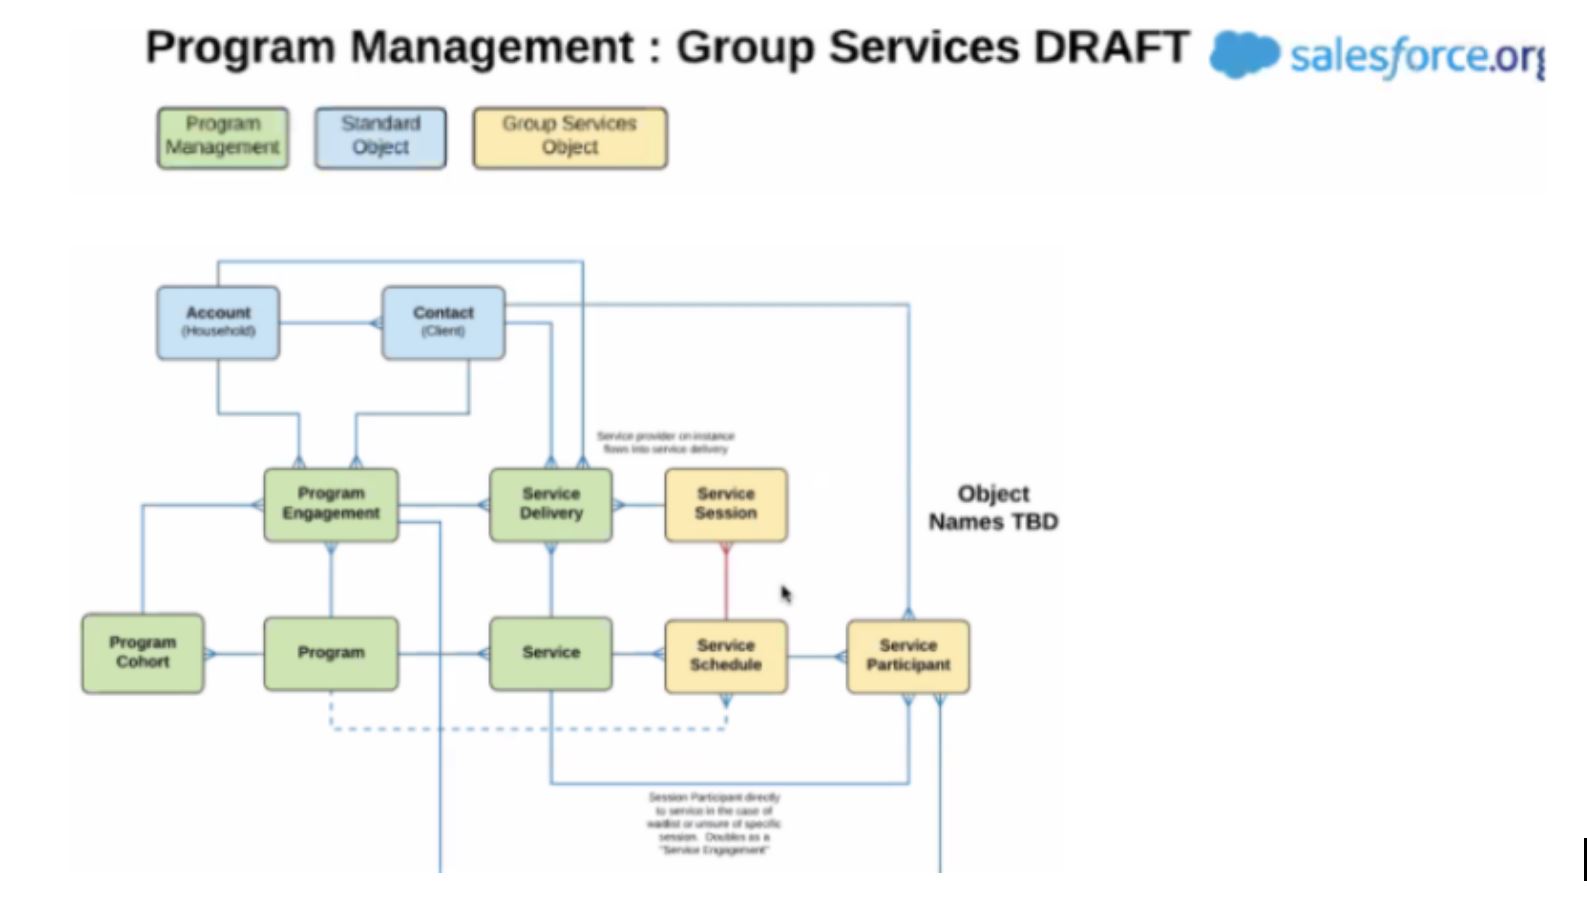 Program Management : Group Services DRAFT
salesforce.org
Program
Management
Standard
Object
Group Services
Object
Account
(Household)
Contact
(Client)
Service provider on instance
flows into service delivery
Program
Engagement
Service
Delivery
Service
Session
Object
Names TBD
Program
Cohort
Program
Service
Service
Schedule
Service
Participant
Session Participant directly
to service in the case of
waitlist or unsure of specific
session. Doubles as a
"Service Engagement"